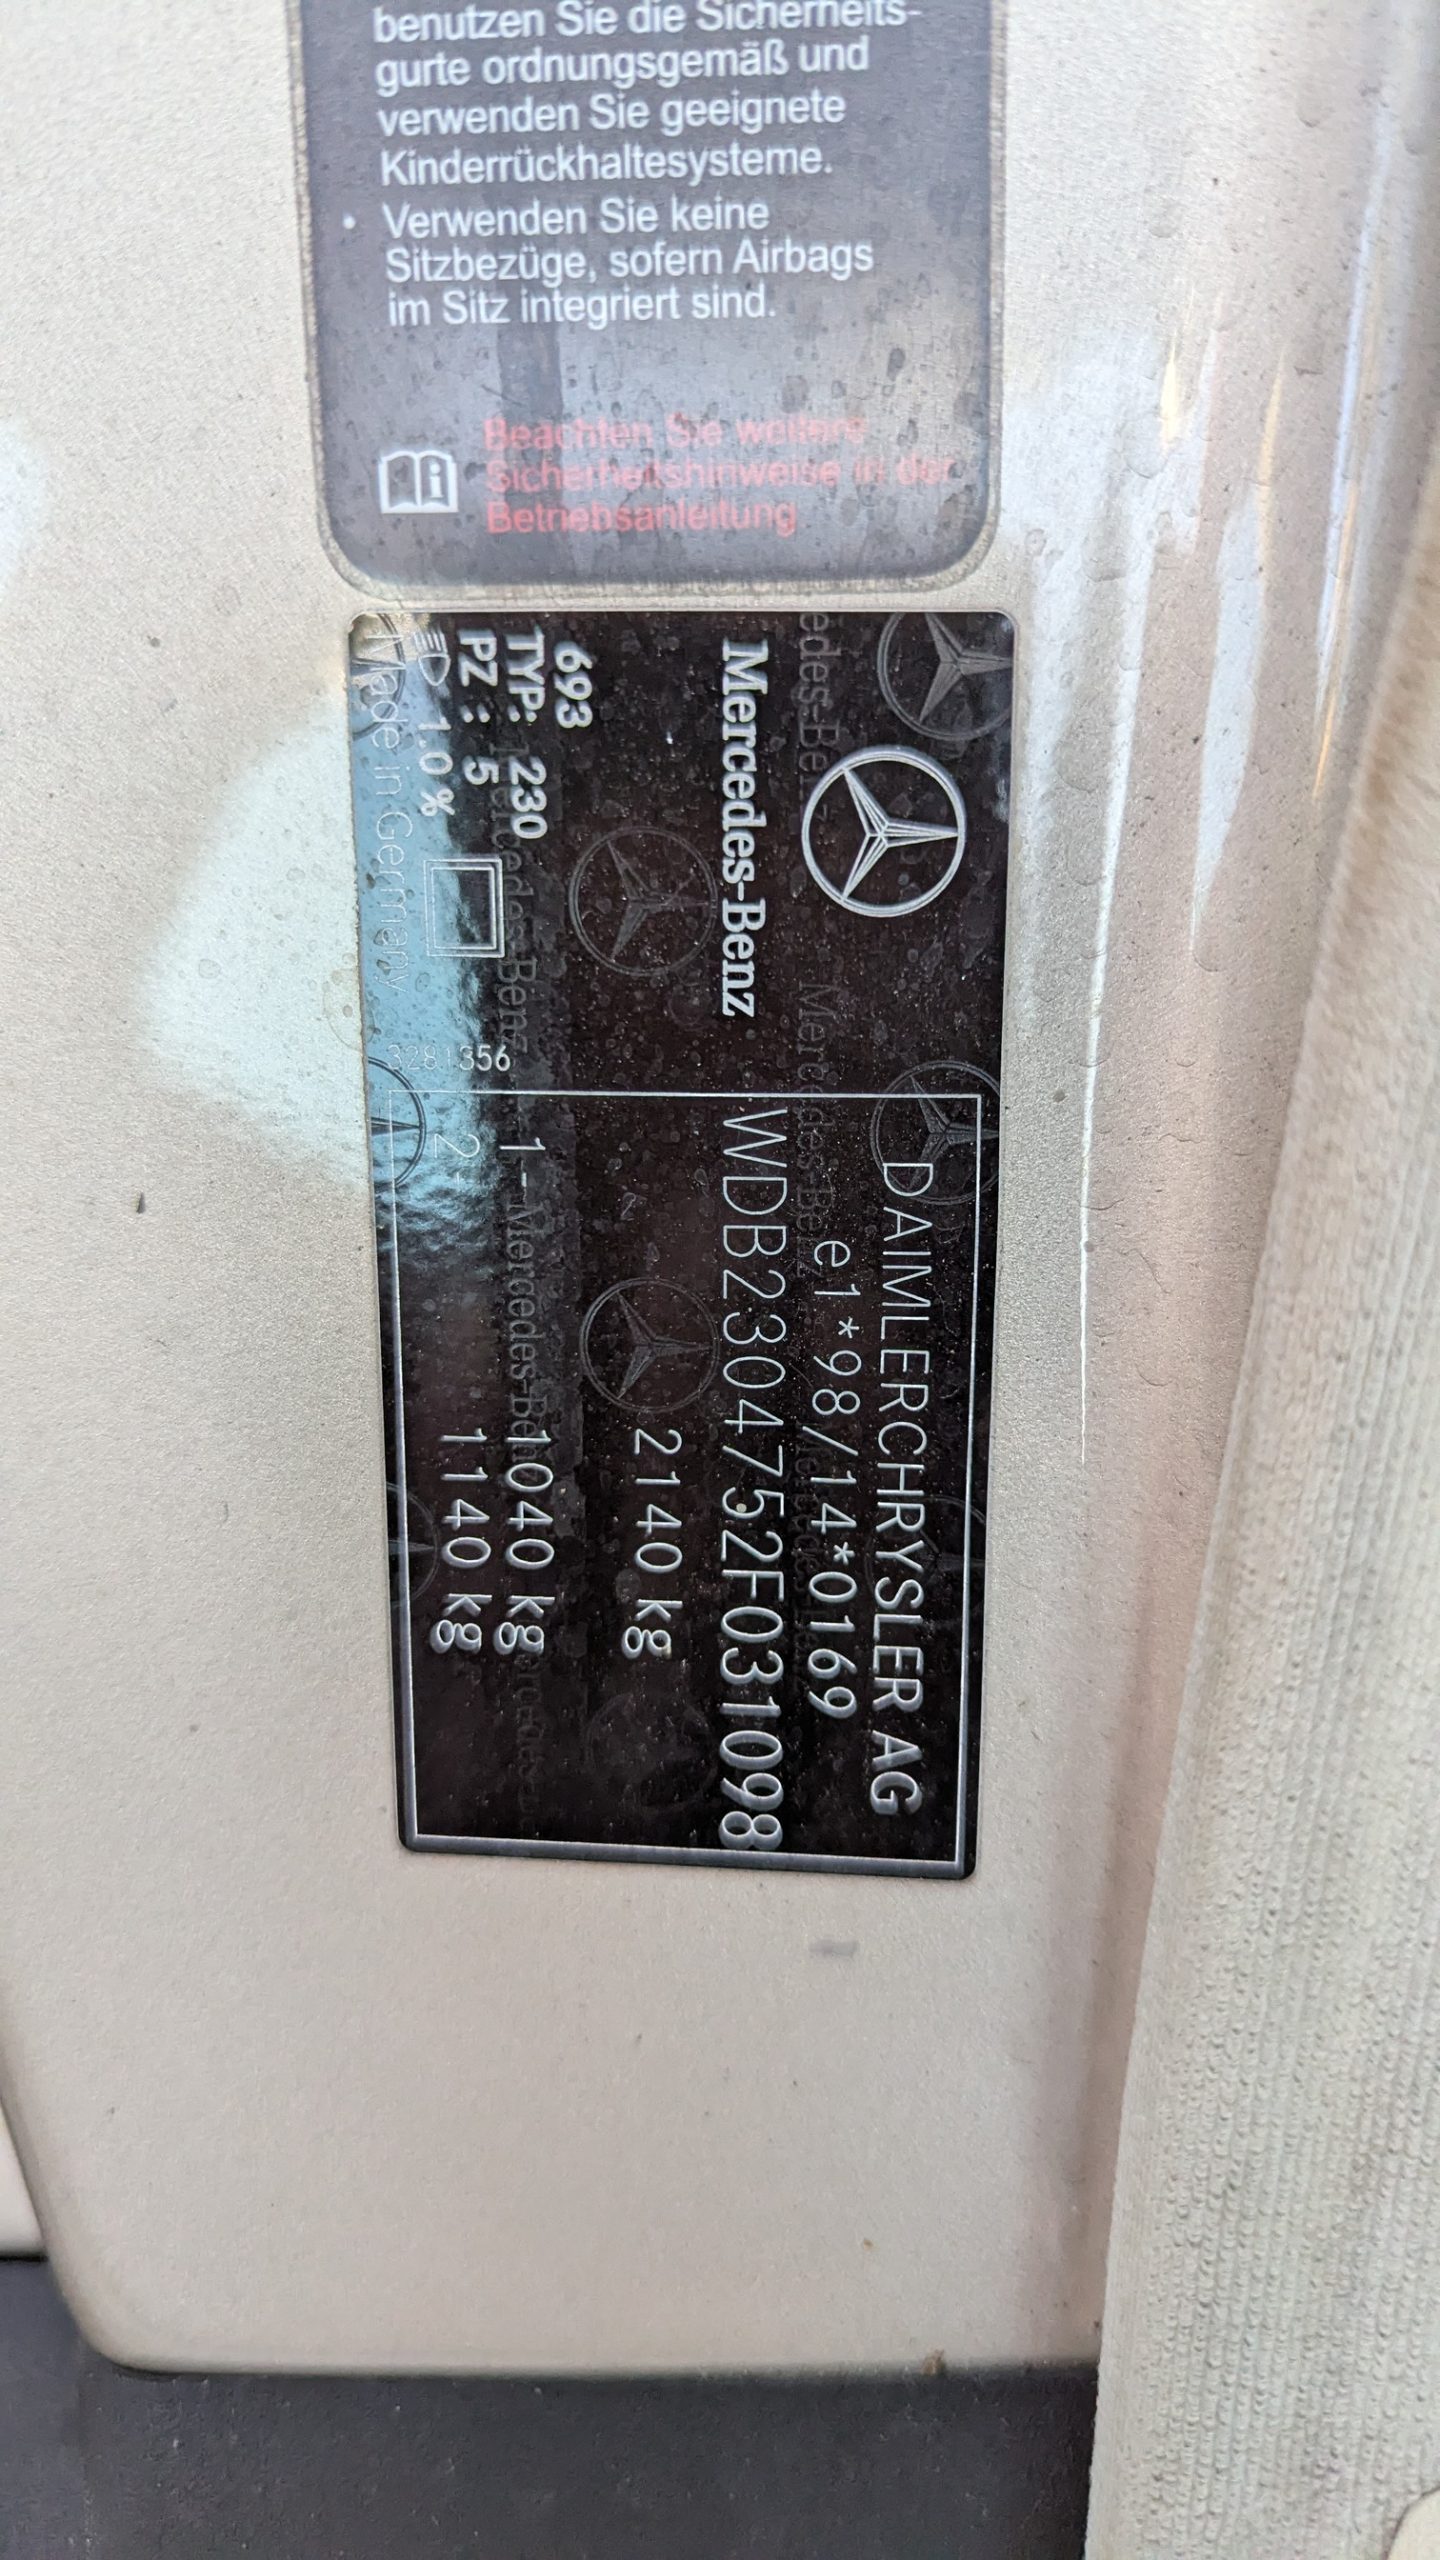 benutzen Sie die Sicherheits-
gurte ordnungsgemäß und
verwenden Sie geeignete
Kinderrückhaltesysteme.
• Verwenden Sie keine
Sitzbezüge, sofern Airbags
im Sitz integriert sind.
Beachten Sie weitere
Sicherheitshinweise in der
Betriebsanleitung
Mercedes-Benz
693
TYP: 230
PZ : 5
1.0 %
Made in Germany
3281356
DAIMLERCHRYSLER AG
e1*98/14*0169
WDB2304752F031098
2140 kg
1- 1040 kg
2- 1140 kg